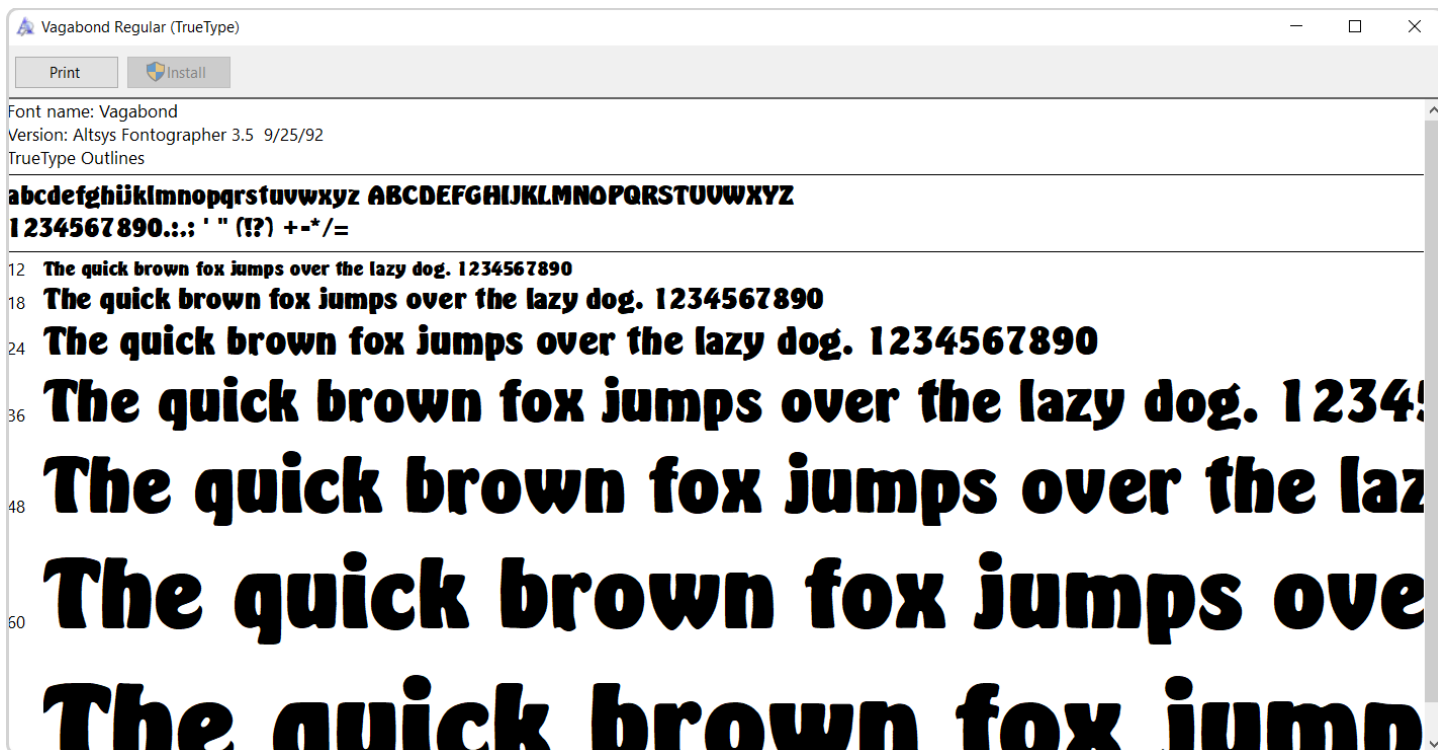 Vagabond Regular (TrueType)
Print Install
Font name: Vagabond
Version: Altsys Fontographer 3.5 9/25/92
TrueType Outlines
abcdefghijklmnopqrstuvwxyz ABCDEFGHIJKLMNOPQRSTUVWXYZ
1234567890.:,; ' " (!?) +-*/=
12 The quick brown fox jumps over the lazy dog. 1234567890
18 The quick brown fox jumps over the lazy dog. 1234567890
24 The quick brown fox jumps over the lazy dog. 1234567890
36 The quick brown fox jumps over the lazy dog. 12345
48 The quick brown fox jumps over the laz
60 The quick brown fox jumps ove
The quick brown fox jump